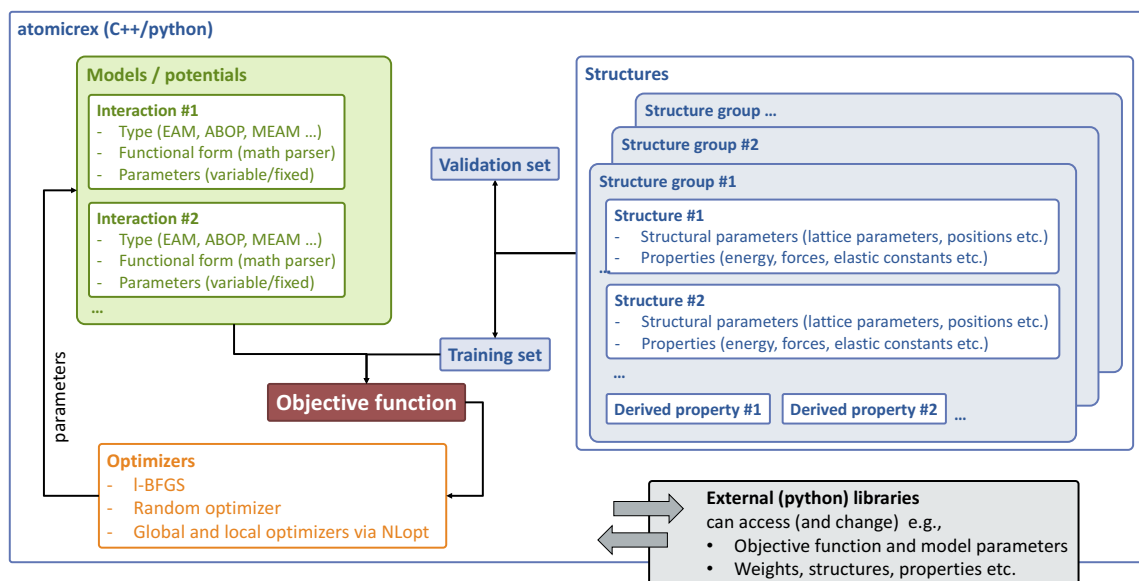 atomicrex (C++/python)
Models / potentials
Interaction #1
- Type (EAM, ABOP, MEAM ...)
- Functional form (math parser)
- Parameters (variable/fixed)
Interaction #2
- Type (EAM, ABOP, MEAM ...)
- Functional form (math parser)
- Parameters (variable/fixed)
...
Validation set
Training set
Objective function
parameters
Optimizers
- l-BFGS
- Random optimizer
- Global and local optimizers via NLopt
Structures
Structure group ...
Structure group #2
Structure group #1
Structure #1
- Structural parameters (lattice parameters, positions etc.)
- Properties (energy, forces, elastic constants etc.)
...
Structure #2
- Structural parameters (lattice parameters, positions etc.)
- Properties (energy, forces, elastic constants etc.)
...
Derived property #1
Derived property #2
...
External (python) libraries
can access (and change) e.g.,
• Objective function and model parameters
• Weights, structures, properties etc.